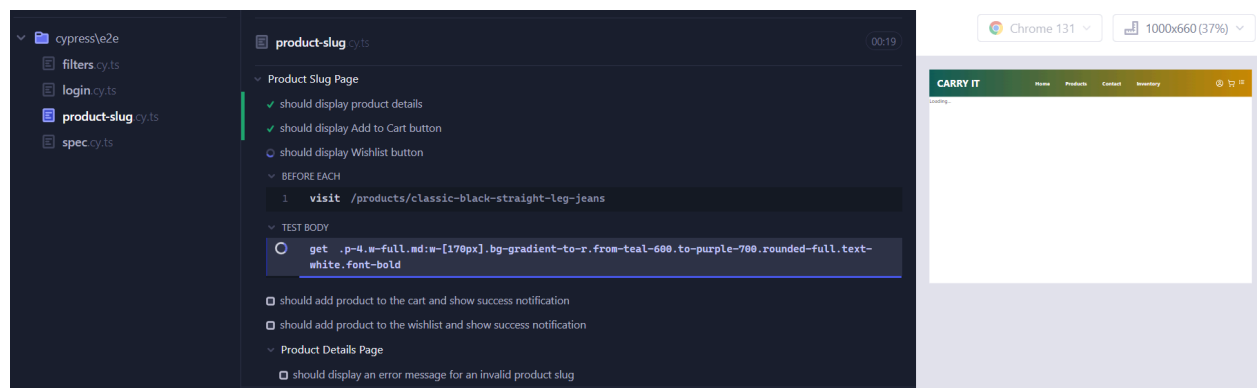 cypress\e2e
filters.cy.ts
login.cy.ts
product-slug.cy.ts
spec.cy.ts
product-slug.cy.ts
00:19
Product Slug Page
should display product details
should display Add to Cart button
should display Wishlist button
BEFORE EACH
1 visit /products/classic-black-straight-leg-jeans
TEST BODY
get .p-4.w-full.md:w-[170px].bg-gradient-to-r.from-teal-600.to-purple-700.rounded-full.text-
white.font-bold
should add product to the cart and show success notification
should add product to the wishlist and show success notification
Product Details Page
should display an error message for an invalid product slug
Chrome 131
1000x660 (37%)
CARRY IT
Home Products Contact Inventory
Loading...